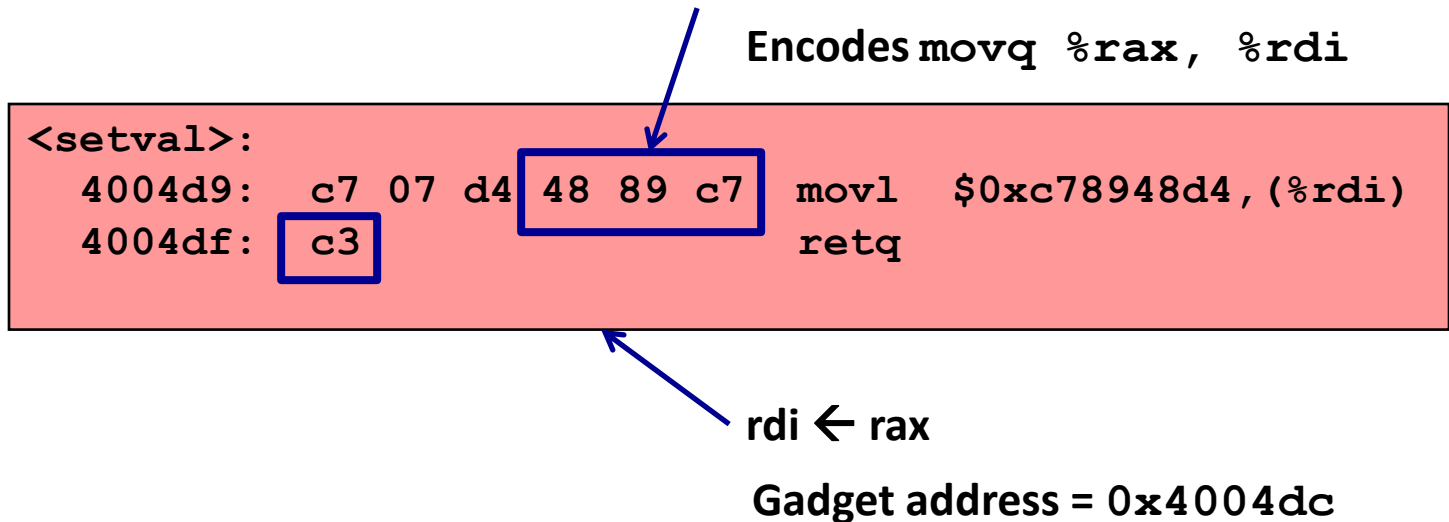 Encodes movq %rax, %rdi
<setval>:
4004d9: c7 07 d4 48 89 c7 movl $0xc78948d4,(%rdi)
4004df: c3 retq
rdi ← rax
Gadget address = 0x4004dc